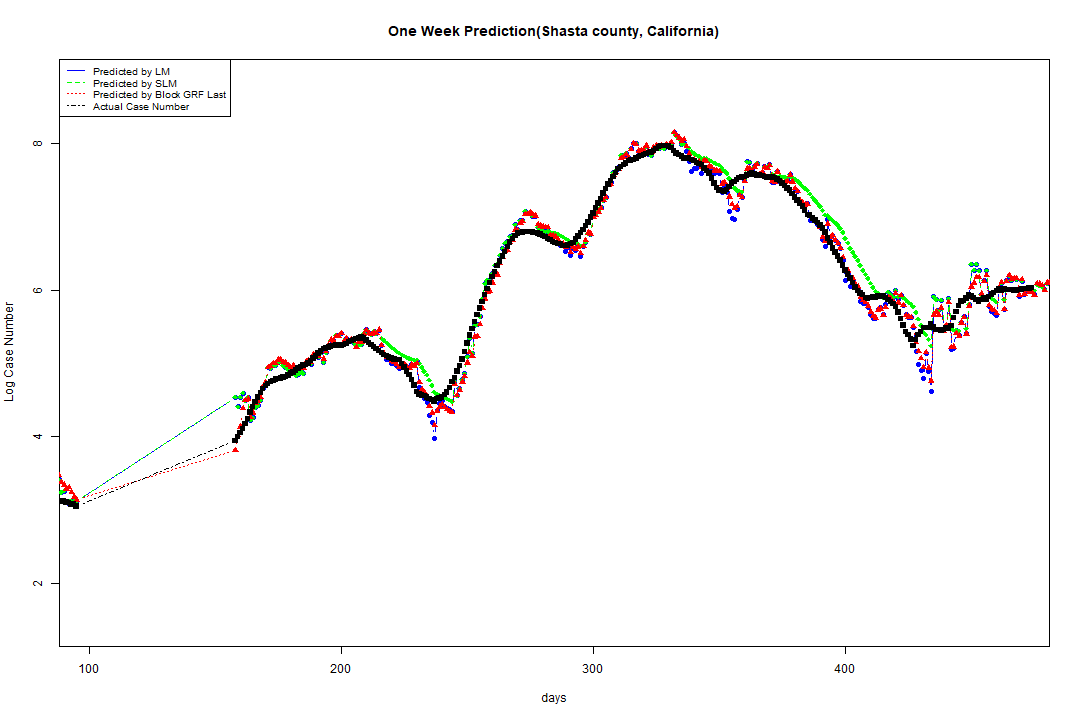 One Week Prediction(Shasta county, California)
Predicted by LM
Predicted by SLM
Predicted by Block GRF Last
Actual Case Number
8
6
4
2
Log Case Number
100 200 300 400
days